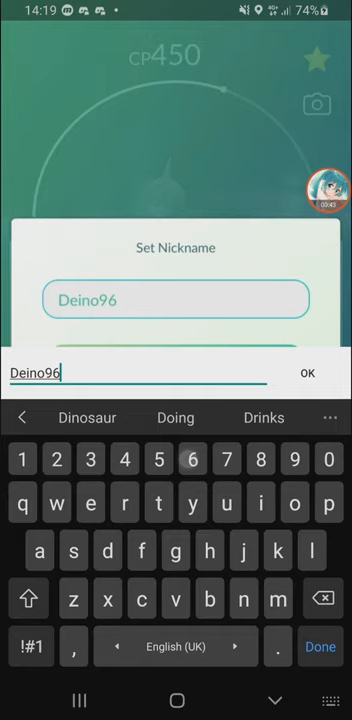 14:19 4G+ 74%
CP450
00:43
Set Nickname
Deino96
Deino96 OK
Dinosaur Doing Drinks
1 2 3 4 5 6 7 8 9 0
q w e r t y u i o p
a s d f g h j k l
z x c v b n m
!#1 , English (UK) . Done